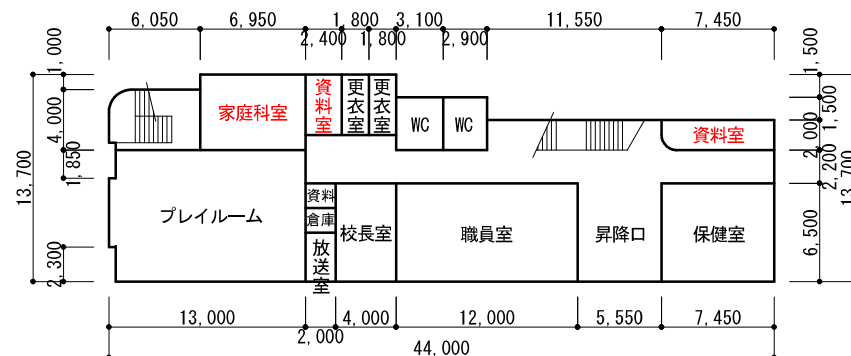 6,050
6,950
1,800
3,100
11,550
7,450
2,400
1,800
2,900
1,000
4,000
1,850
13,700
2,300
1,500
1,500
2,000
2,200
13,700
6,500
家庭科室
資料室
更衣室
更衣室
WC
WC
資料室
プレイルーム
資料
倉庫
放送室
校長室
職員室
昇降口
保健室
13,000
4,000
12,000
5,550
7,450
2,000
44,000